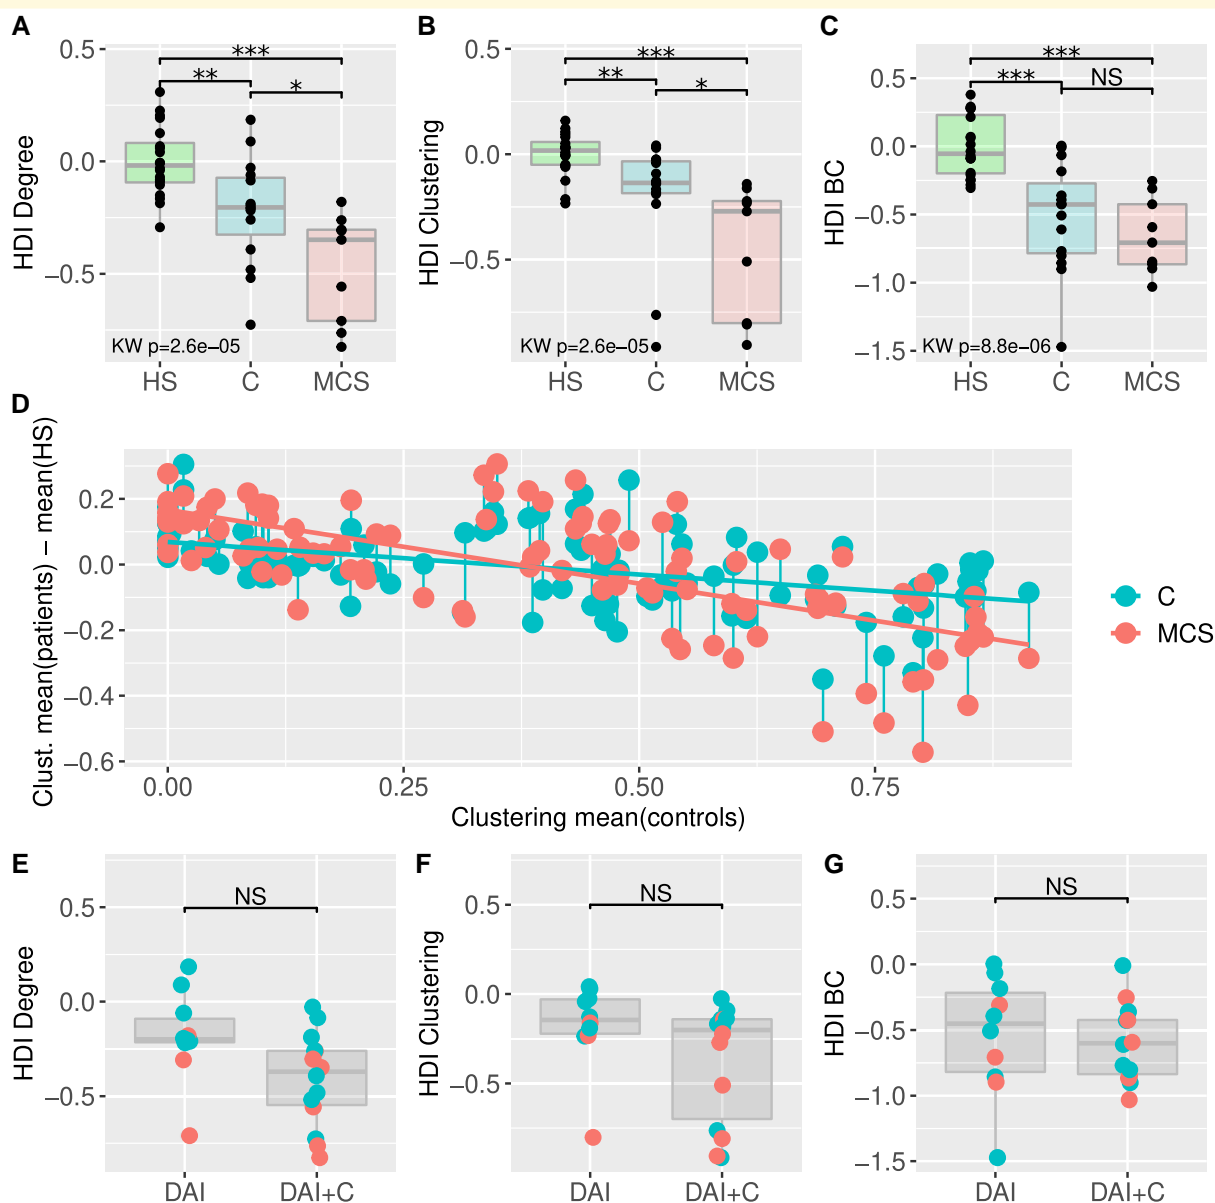 A
B
C
HDI Degree
0.5
0.0
−0.5
***
**
*
KW p=2.6e−05
HS C MCS
HDI Clustering
0.5
0.0
−0.5
***
**
*
KW p=2.6e−05
HS C MCS
HDI BC
0.5
0.0
−0.5
−1.0
−1.5
***
***
NS
KW p=8.8e−06
HS C MCS
D
Clust. mean(patients) − mean(HS)
0.2
0.0
−0.2
−0.4
−0.6
0.00 0.25 0.50 0.75
Clustering mean(controls)
C
MCS
E
HDI Degree
0.5
0.0
−0.5
NS
DAI DAI+C
F
HDI Clustering
0.5
0.0
−0.5
NS
DAI DAI+C
G
HDI BC
0.5
0.0
−0.5
−1.0
−1.5
NS
DAI DAI+C